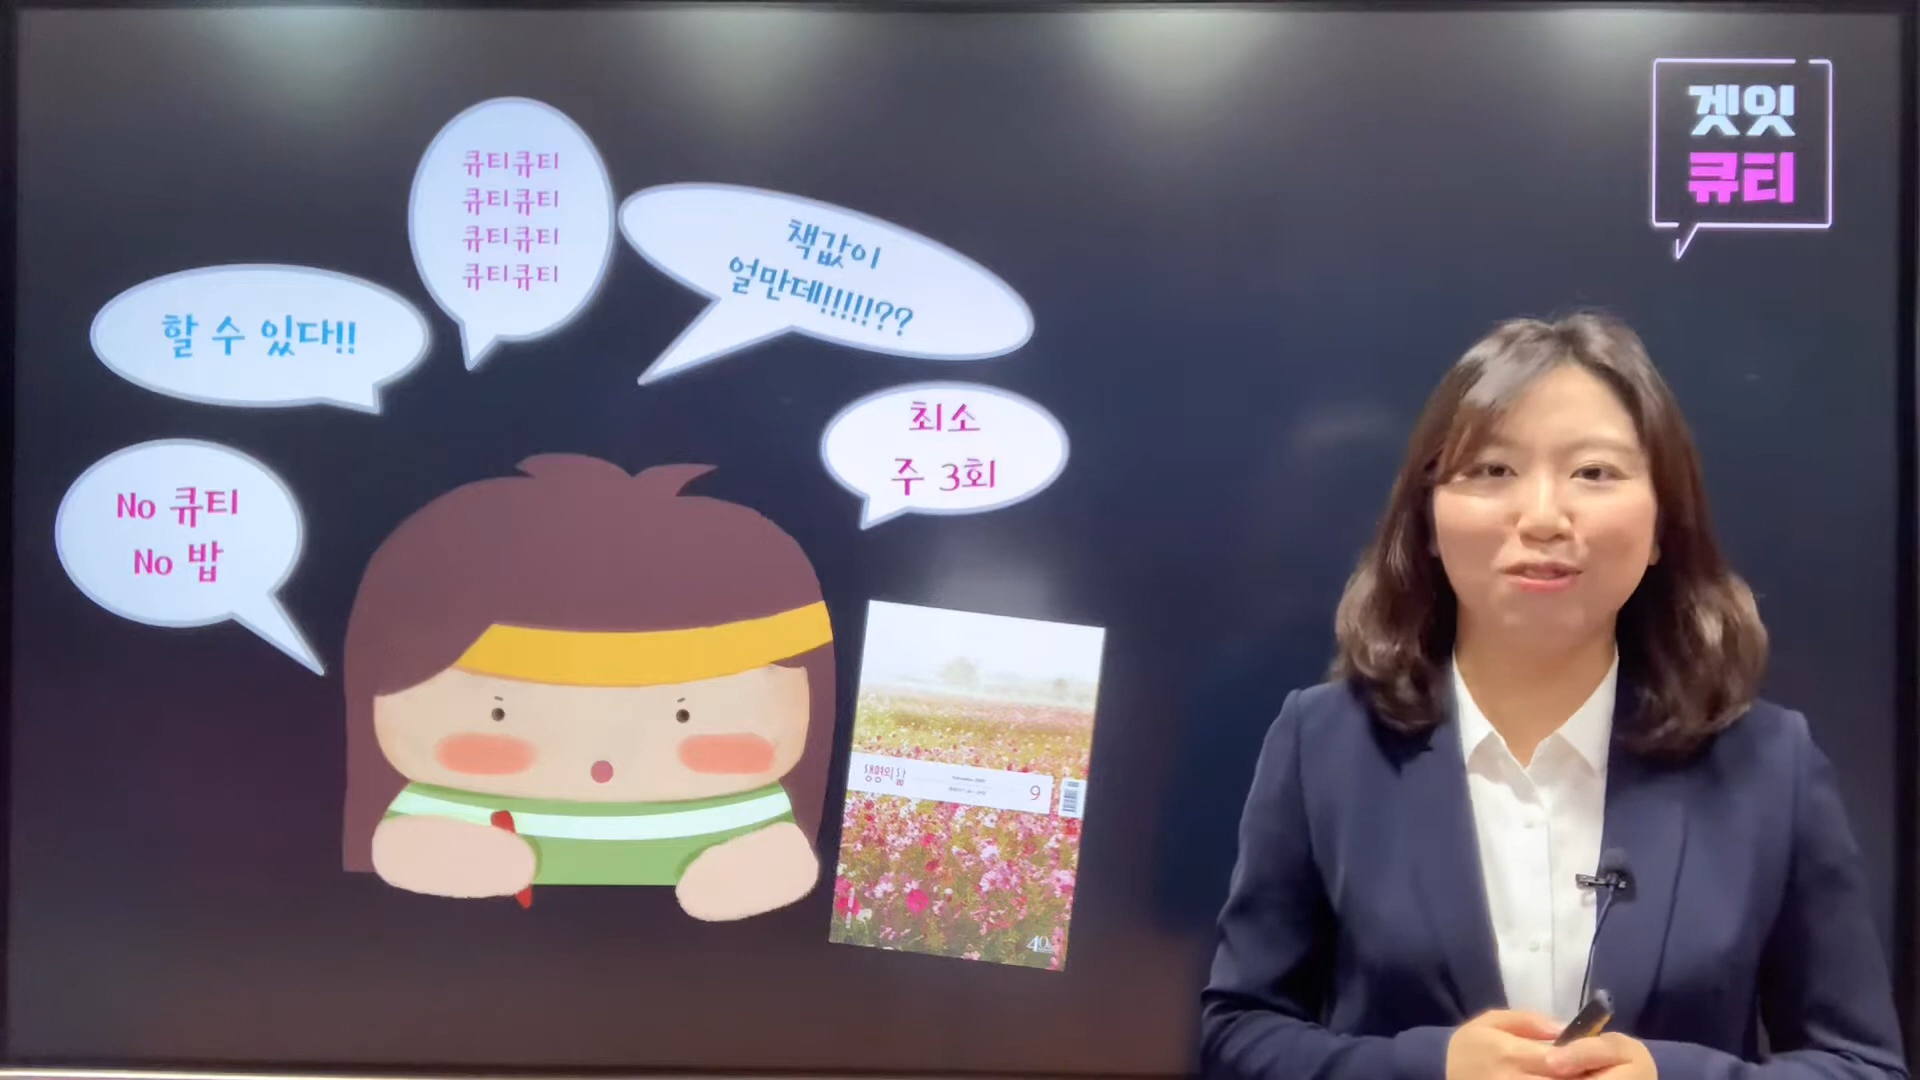 큐티큐티
큐티큐티
큐티큐티
큐티큐티
책값이
얼만데!!!!!??
할 수 있다!!
최소
주 3회
No 큐티
No 밥
생명의 삶
9
40
겟잇
큐티